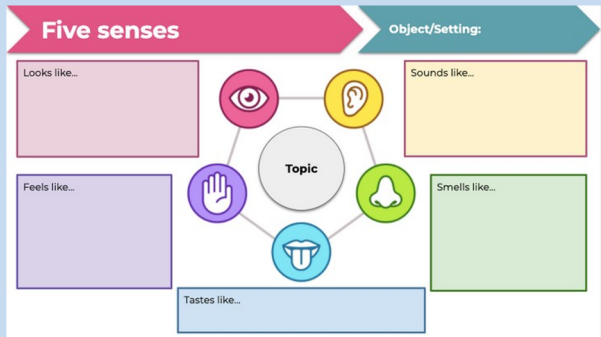 Five senses
Object/Setting:
Looks like...
Sounds like...
Topic
Feels like...
Smells like...
Tastes like...